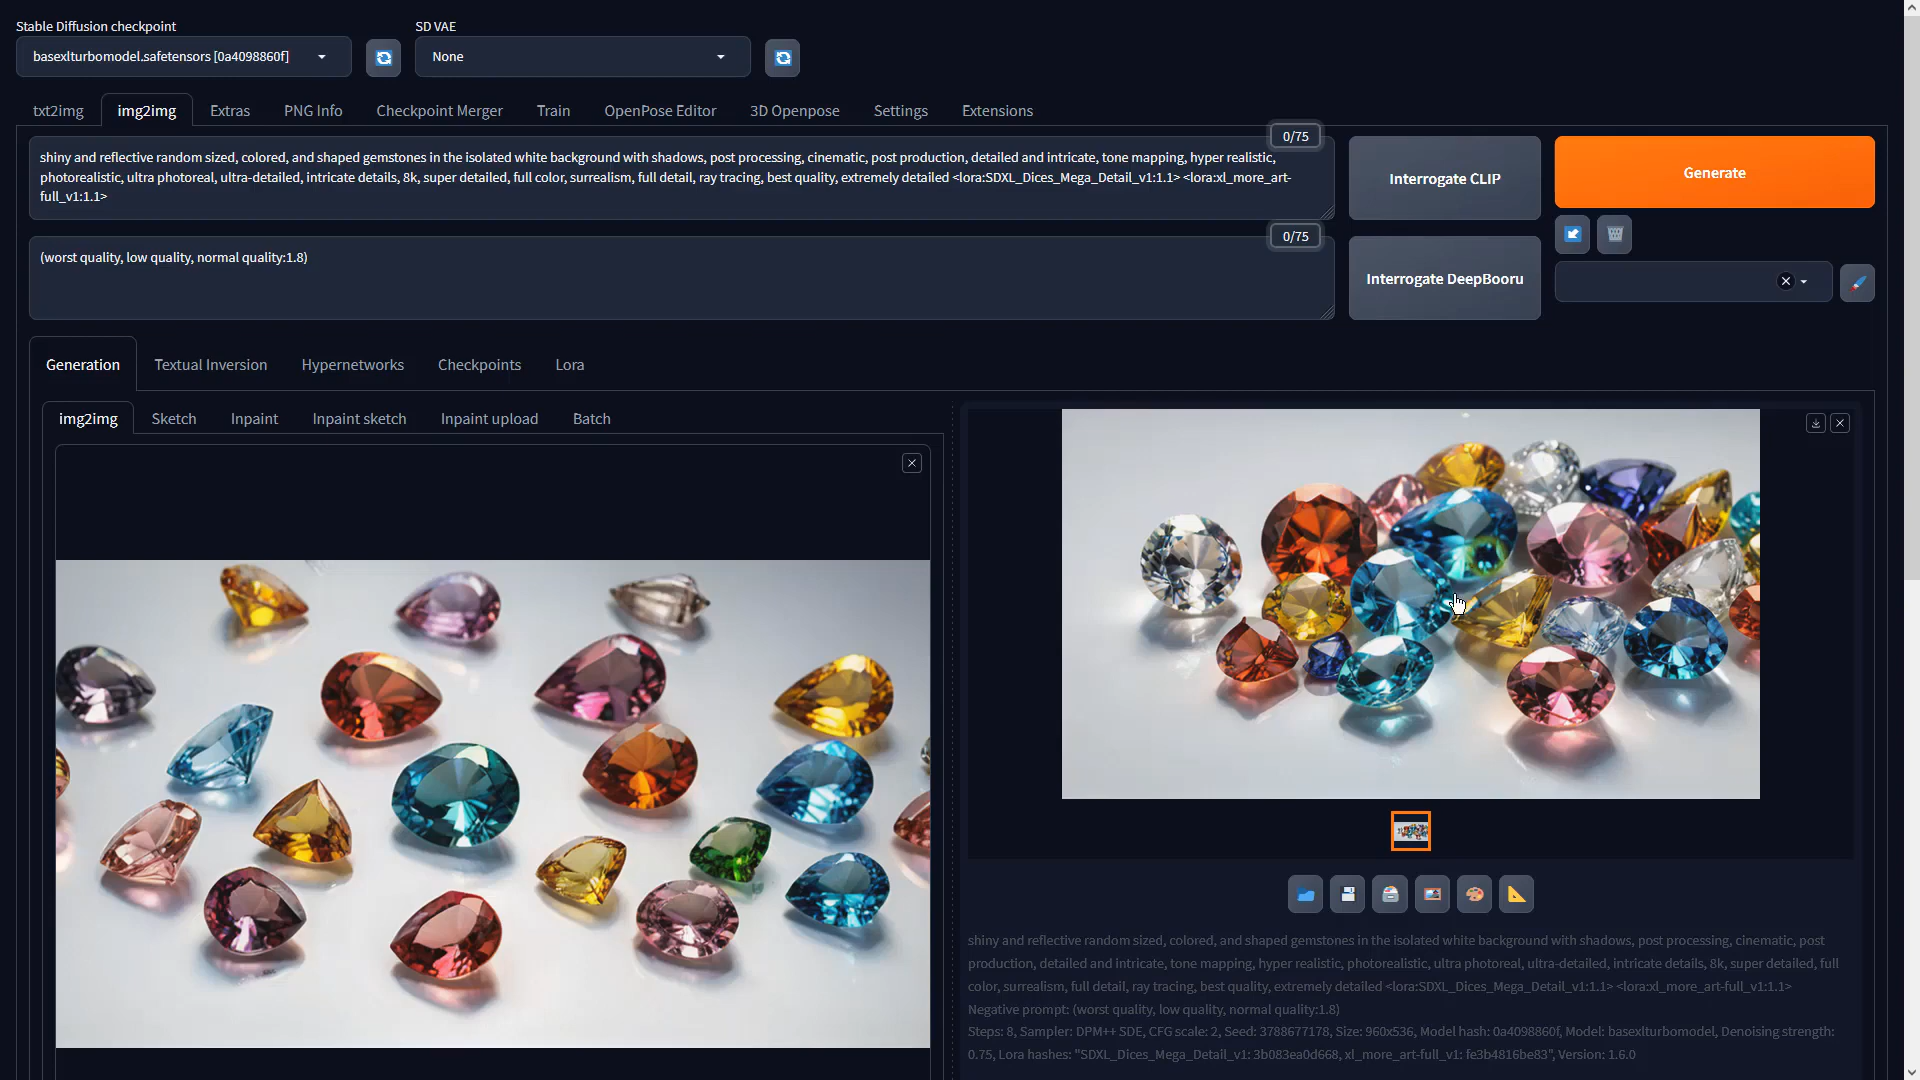 Stable Diffusion checkpoint
SD VAE
basexlturbomodel.safetensors [0a4098860f]
None
txt2img
img2img
Extras
PNG Info
Checkpoint Merger
Train
OpenPose Editor
3D Openpose
Settings
Extensions
0/75
shiny and reflective random sized, colored, and shaped gemstones in the isolated white background with shadows, post processing, cinematic, post production, detailed and intricate, tone mapping, hyper realistic,
photorealistic, ultra photoreal, ultra-detailed, intricate details, 8k, super detailed, full color, surrealism, full detail, ray tracing, best quality, extremely detailed <lora:SDXL_Dices_Mega_Detail_v1:1.1> <lora:xl_more_art-
full_v1:1.1>
Interrogate CLIP
Generate
0/75
(worst quality, low quality, normal quality:1.8)
Interrogate DeepBooru
Generation
Textual Inversion
Hypernetworks
Checkpoints
Lora
img2img
Sketch
Inpaint
Inpaint sketch
Inpaint upload
Batch
shiny and reflective random sized, colored, and shaped gemstones in the isolated white background with shadows, post processing, cinematic, post
production, detailed and intricate, tone mapping, hyper realistic, photorealistic, ultra photoreal, ultra-detailed, intricate details, 8k, super detailed, full
color, surrealism, full detail, ray tracing, best quality, extremely detailed <lora:SDXL_Dices_Mega_Detail_v1:1.1> <lora:xl_more_art-full_v1:1.1>
Negative prompt: (worst quality, low quality, normal quality:1.8)
Steps: 8, Sampler: DPM++ SDE, CFG scale: 2, Seed: 3788677178, Size: 960x536, Model hash: 0a4098860f, Model: basexlturbomodel, Denoising strength:
0.75, Lora hashes: "SDXL_Dices_Mega_Detail_v1: 3b083ea0d668, xl_more_art-full_v1: fe3b4816be83", Version: 1.6.0